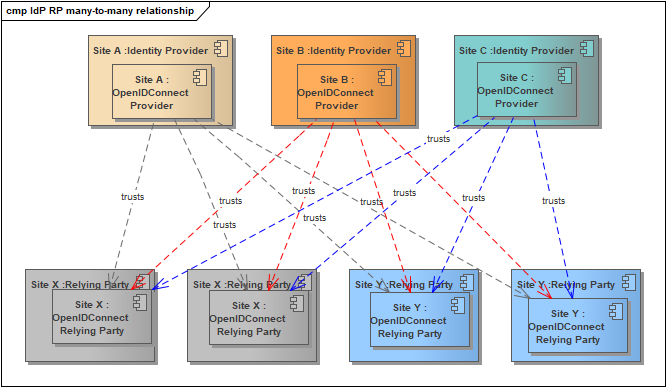 cmp IdP RP many-to-many relationship
Site A :Identity Provider
Site A :
OpenIDConnect
Provider
Site B :Identity Provider
Site B :
OpenIDConnect
Provider
Site C :Identity Provider
Site C :
OpenIDConnect
Provider
trusts
trusts
trusts
trusts
trusts
trusts
trusts
trusts
Site X :Relying Party
Site X :
OpenIDConnect
Relying Party
Site X :Relying Party
Site X :
OpenIDConnect
Relying Party
Site Y :Relying Party
Site Y :
OpenIDConnect
Relying Party
Site Y :Relying Party
Site Y :
OpenIDConnect
Relying Party